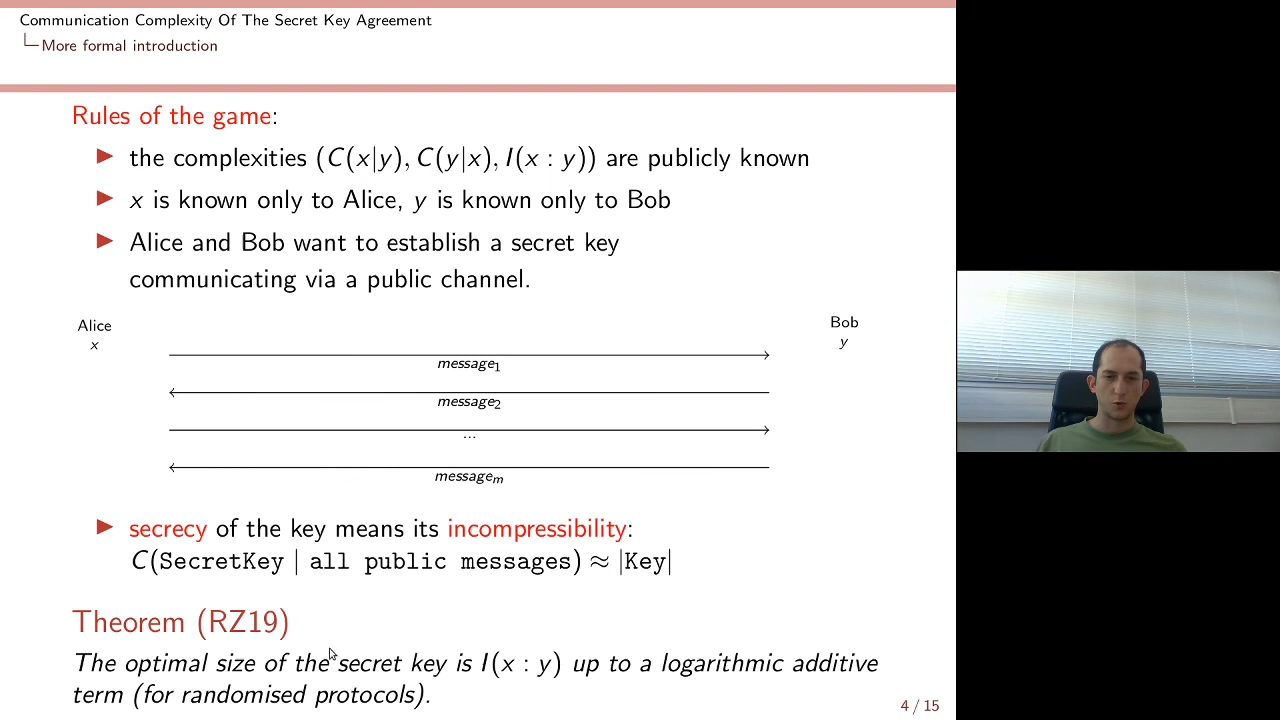 Communication Complexity Of The Secret Key Agreement
More formal introduction
Rules of the game:
the complexities (C(x|y), C(y|x), I(x : y)) are publicly known
x is known only to Alice, y is known only to Bob
Alice and Bob want to establish a secret key
communicating via a public channel.
Alice
x
Bob
y
message₁
message₂
...
messageₘ
secrecy of the key means its incompressibility:
C(SecretKey | all public messages) ≈ |Key|
Theorem (RZ19)
The optimal size of the secret key is I(x : y) up to a logarithmic additive
term (for randomised protocols).
4 / 15